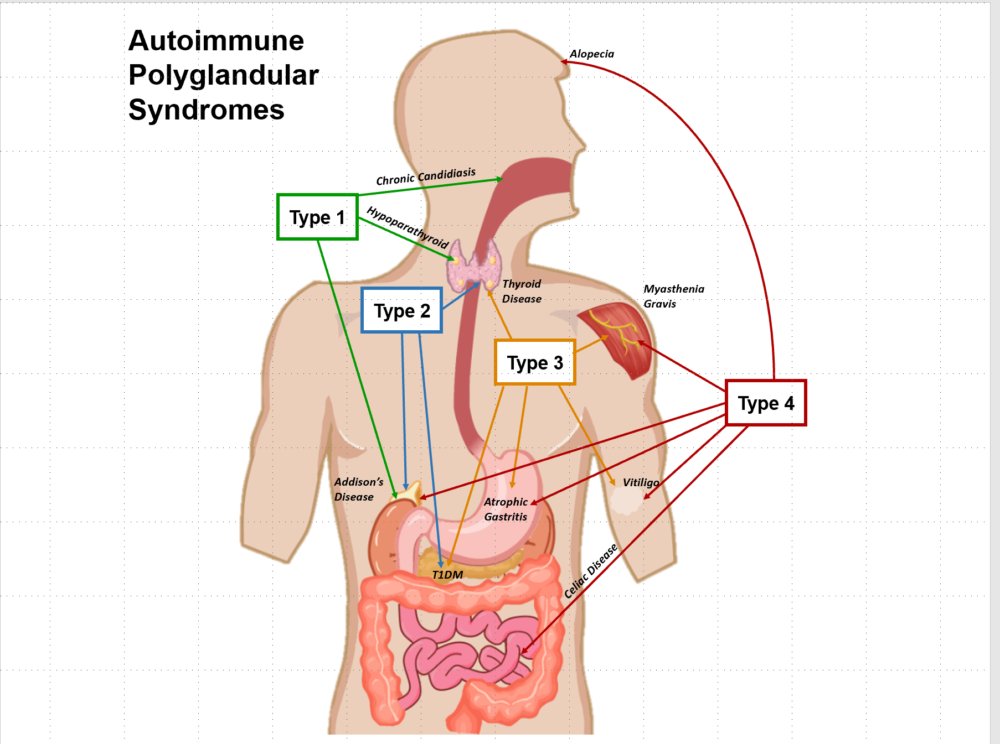 Autoimmune
Polyglandular
Syndromes
Alopecia
Chronic Candidiasis
Type 1
Hypoparathyroid
Thyroid
Disease
Myasthenia
Gravis
Type 2
Type 3
Type 4
Addison's
Disease
Vitiligo
Atrophic
Gastritis
T1DM
Celiac Disease